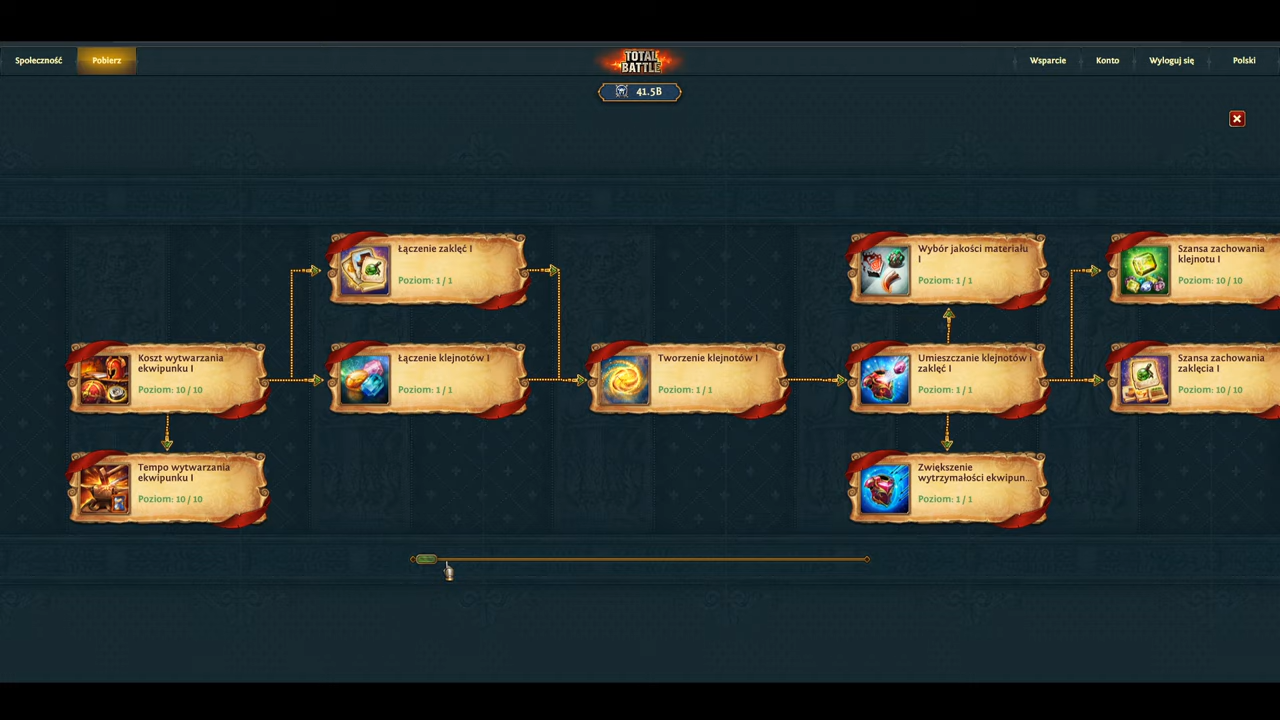 Społeczność
Pobierz
TOTAL
BATTLE
Wsparcie
Konto
Wyloguj się
Polski
41.5B
Łączenie zaklęć I
Poziom: 1 / 1
Wybór jakości materiału
I
Poziom: 1 / 1
Szansa zachowania
klejnotu I
Poziom: 10 / 10
Koszt wytwarzania
ekwipunku I
Poziom: 10 / 10
Łączenie klejnotów I
Poziom: 1 / 1
Tworzenie klejnotów I
Poziom: 1 / 1
Umieszczanie klejnotów i
zaklęć I
Poziom: 1 / 1
Szansa zachowania
zaklęcia I
Poziom: 10 / 10
Tempo wytwarzania
ekwipunku I
Poziom: 10 / 10
Zwiększenie
wytrzymałości ekwipun...
Poziom: 1 / 1